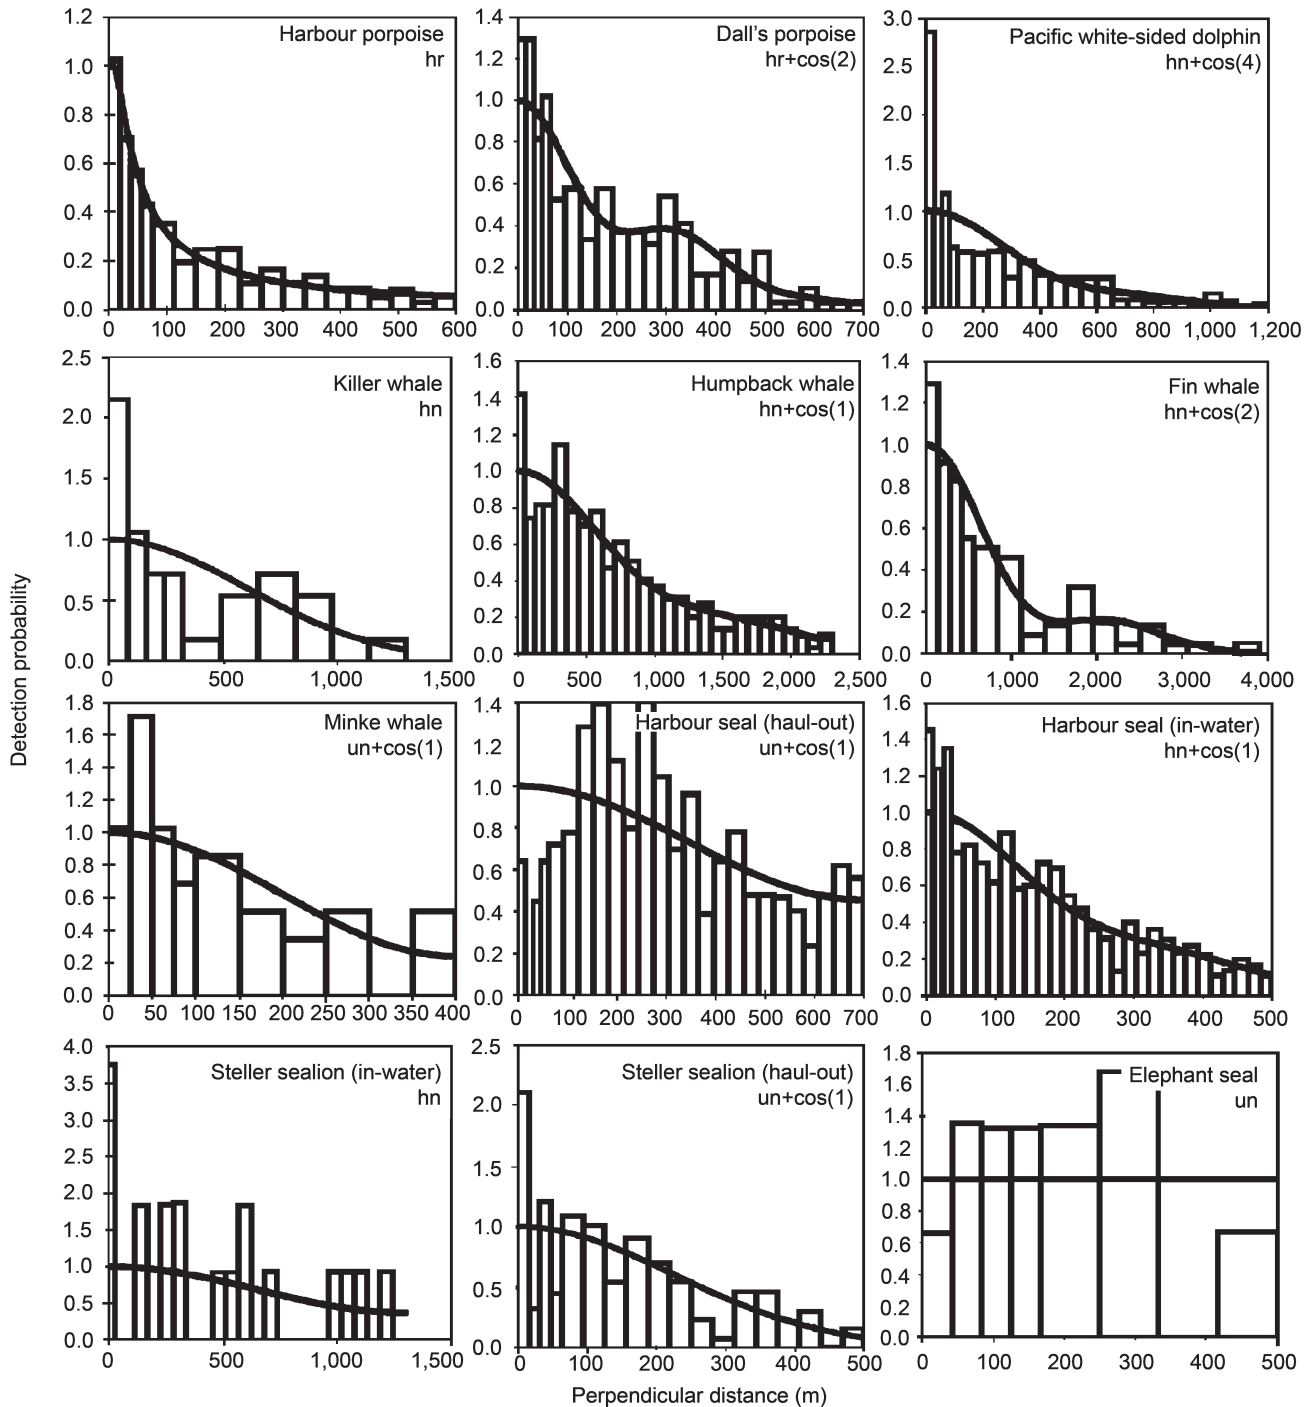 Detection probability
Harbour porpoise
hr
1.2
1.0
0.8
0.6
0.4
0.2
0.0
0 100 200 300 400 500 600
Dall's porpoise
hr+cos(2)
1.4
1.2
1.0
0.8
0.6
0.4
0.2
0.0
0 100 200 300 400 500 600 700
Pacific white-sided dolphin
hn+cos(4)
3.0
2.5
2.0
1.5
1.0
0.5
0.0
0 200 400 600 800 1,000 1,200
Killer whale
hn
2.5
2.0
1.5
1.0
0.5
0.0
0 500 1,000 1,500
Humpback whale
hn+cos(1)
1.6
1.4
1.2
1.0
0.8
0.6
0.4
0.2
0.0
0 500 1,000 1,500 2,000 2,500
Fin whale
hn+cos(2)
1.4
1.2
1.0
0.8
0.6
0.4
0.2
0.0
0 1,000 2,000 3,000 4,000
Minke whale
un+cos(1)
1.8
1.6
1.4
1.2
1.0
0.8
0.6
0.4
0.2
0.0
0 50 100 150 200 250 300 350 400
Harbour seal (haul-out)
un+cos(1)
1.4
1.2
1.0
0.8
0.6
0.4
0.2
0.0
0 100 200 300 400 500 600 700
Harbour seal (in-water)
hn+cos(1)
1.6
1.4
1.2
1.0
0.8
0.6
0.4
0.2
0.0
0 100 200 300 400 500
Steller sealion (in-water)
hn
4.0
3.5
3.0
2.5
2.0
1.5
1.0
0.5
0.0
0 500 1,000 1,500
Steller sealion (haul-out)
un+cos(1)
2.5
2.0
1.5
1.0
0.5
0.0
0 100 200 300 400 500
Elephant seal
un
1.8
1.6
1.4
1.2
1.0
0.8
0.6
0.4
0.2
0.0
0 100 200 300 400 500
Perpendicular distance (m)